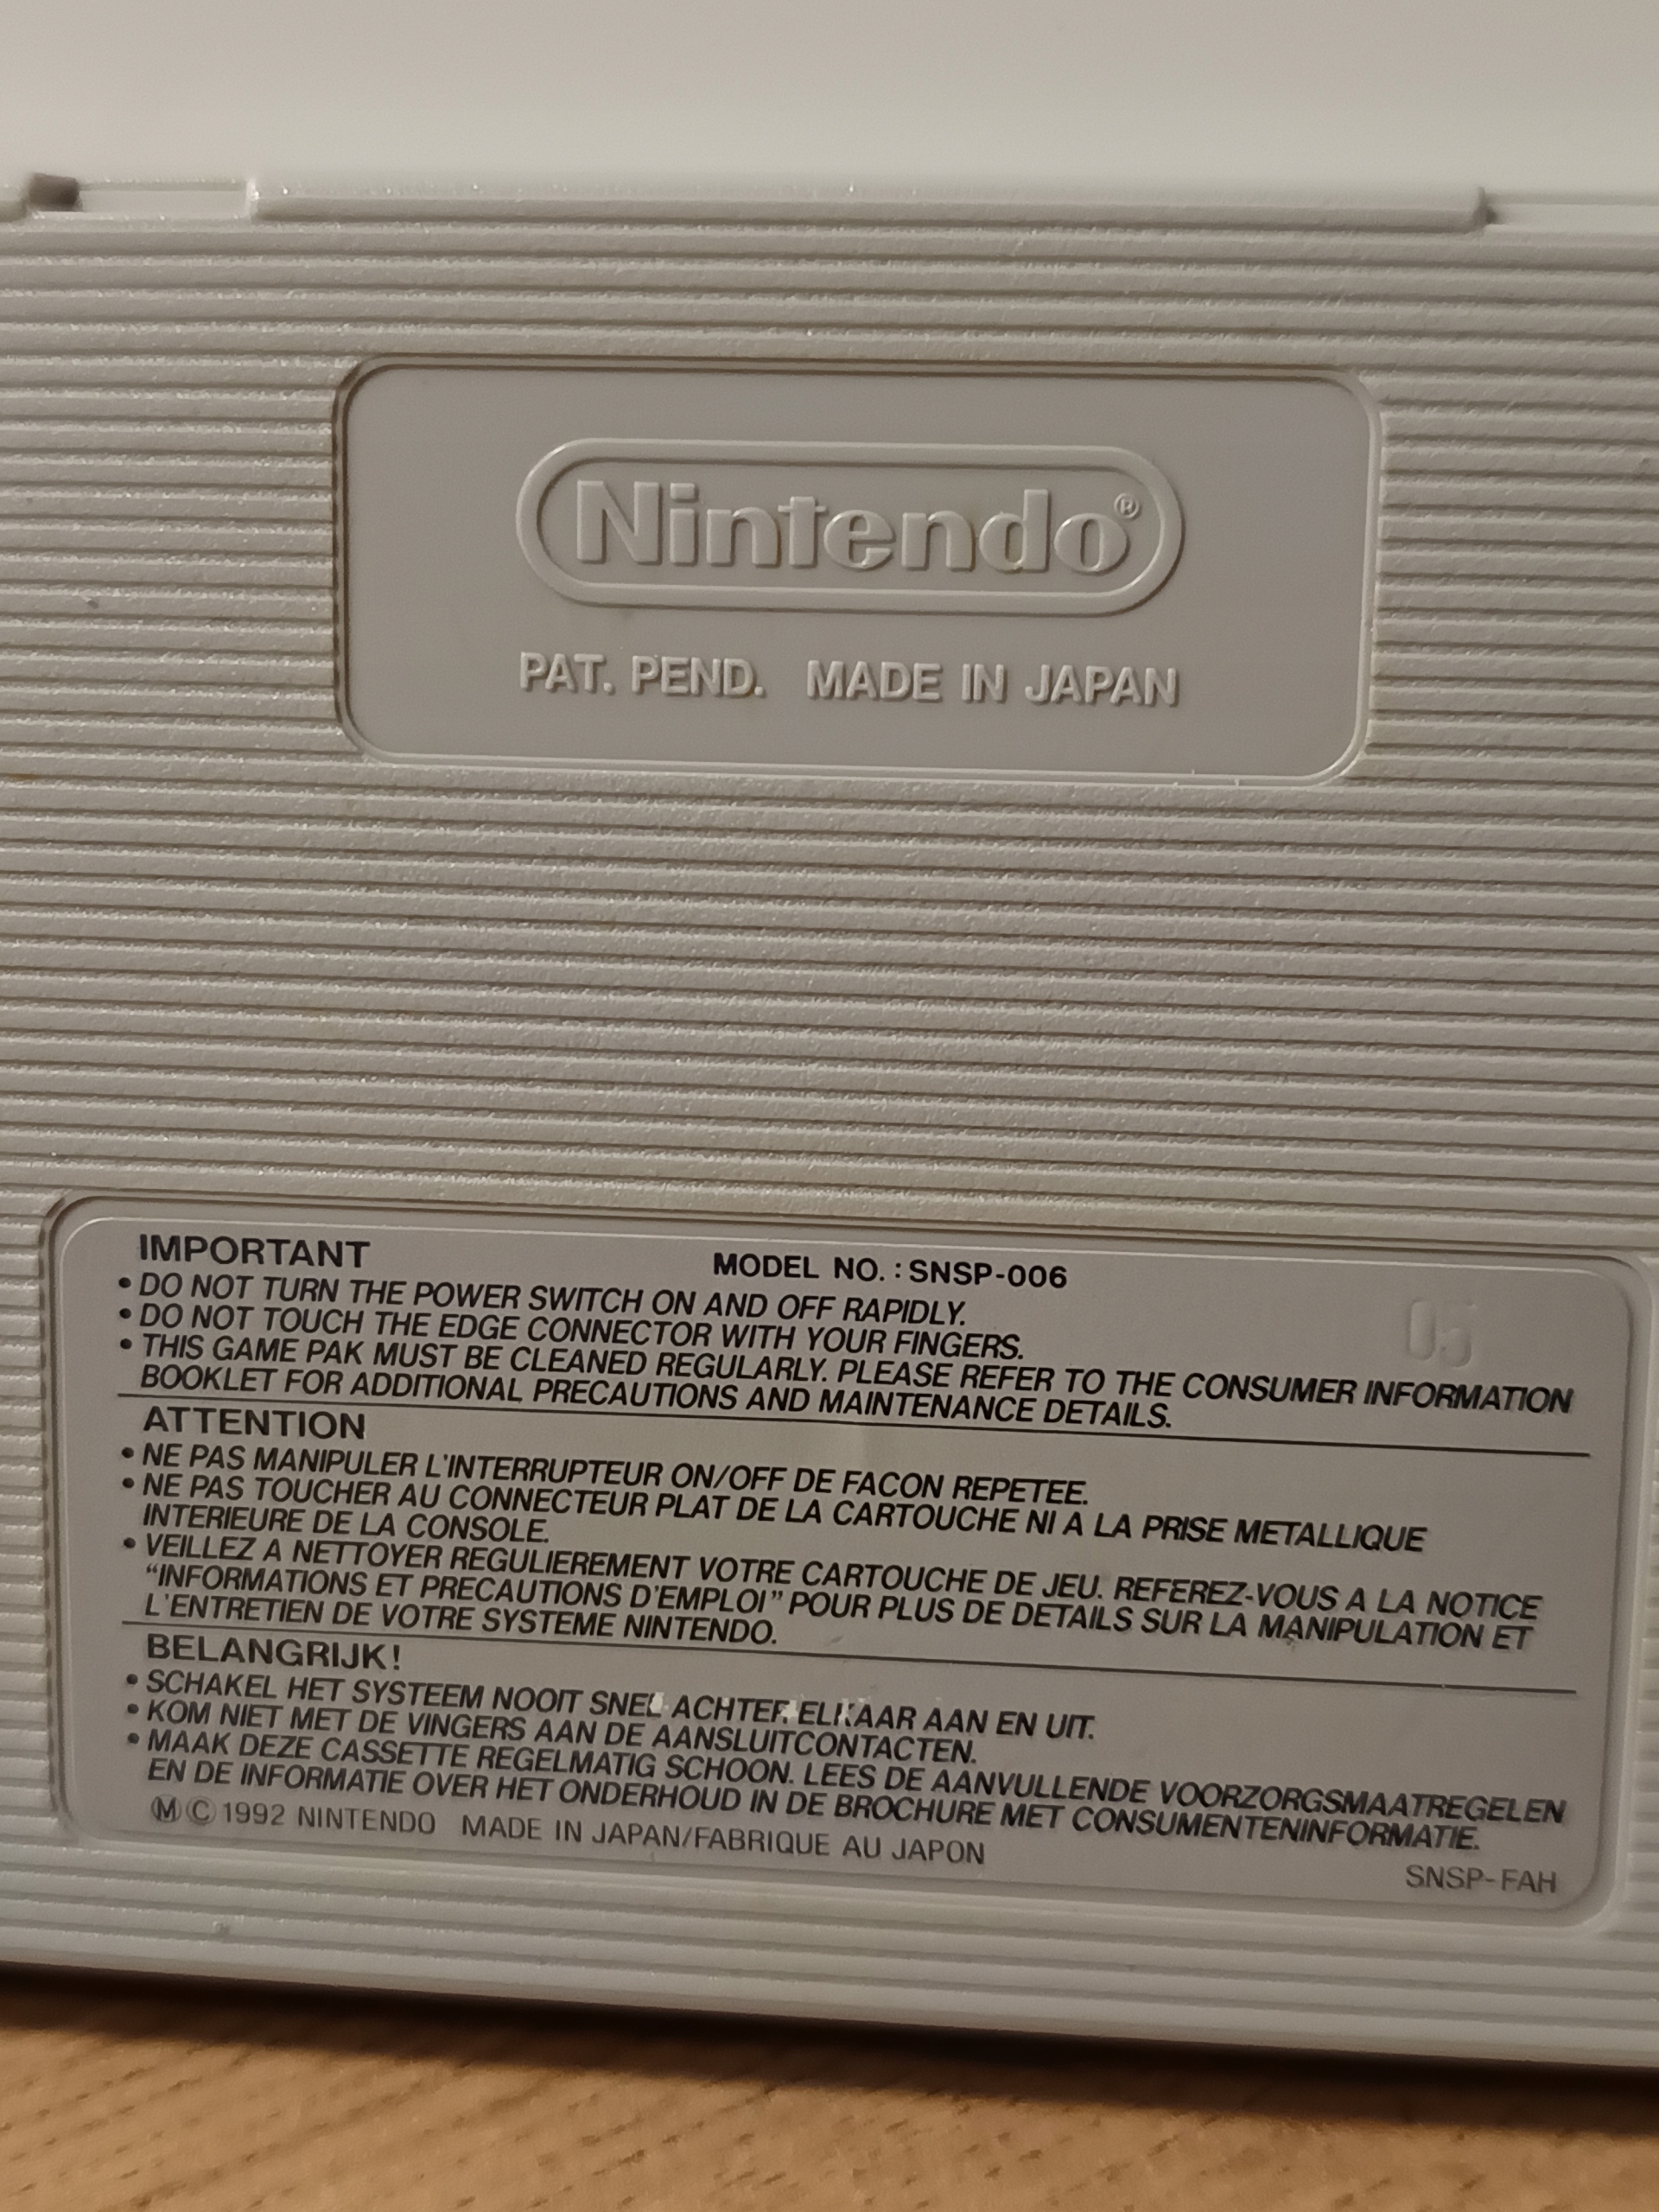 Nintendo®
PAT. PEND. MADE IN JAPAN
IMPORTANT MODEL NO.: SNSP-006
05
• DO NOT TURN THE POWER SWITCH ON AND OFF RAPIDLY.
• DO NOT TOUCH THE EDGE CONNECTOR WITH YOUR FINGERS.
• THIS GAME PAK MUST BE CLEANED REGULARLY. PLEASE REFER TO THE CONSUMER INFORMATION
BOOKLET FOR ADDITIONAL PRECAUTIONS AND MAINTENANCE DETAILS.
ATTENTION
• NE PAS MANIPULER L'INTERRUPTEUR ON/OFF DE FACON REPETEE.
• NE PAS TOUCHER AU CONNECTEUR PLAT DE LA CARTOUCHE NI A LA PRISE METALLIQUE
INTERIEURE DE LA CONSOLE.
• VEILLEZ A NETTOYER REGULIEREMENT VOTRE CARTOUCHE DE JEU. REFEREZ-VOUS A LA NOTICE
“INFORMATIONS ET PRECAUTIONS D'EMPLOI” POUR PLUS DE DETAILS SUR LA MANIPULATION ET
L'ENTRETIEN DE VOTRE SYSTEME NINTENDO.
BELANGRIJK!
• SCHAKEL HET SYSTEEM NOOIT SNEL ACHTER ELKAAR AAN EN UIT.
• KOM NIET MET DE VINGERS AAN DE AANSLUITCONTACTEN.
• MAAK DEZE CASSETTE REGELMATIG SCHOON. LEES DE AANVULLENDE VOORZORGSMAATREGELEN
EN DE INFORMATIE OVER HET ONDERHOUD IN DE BROCHURE MET CONSUMENTENINFORMATIE.
Ⓜ©1992 NINTENDO MADE IN JAPAN/FABRIQUE AU JAPON
SNSP-FAH